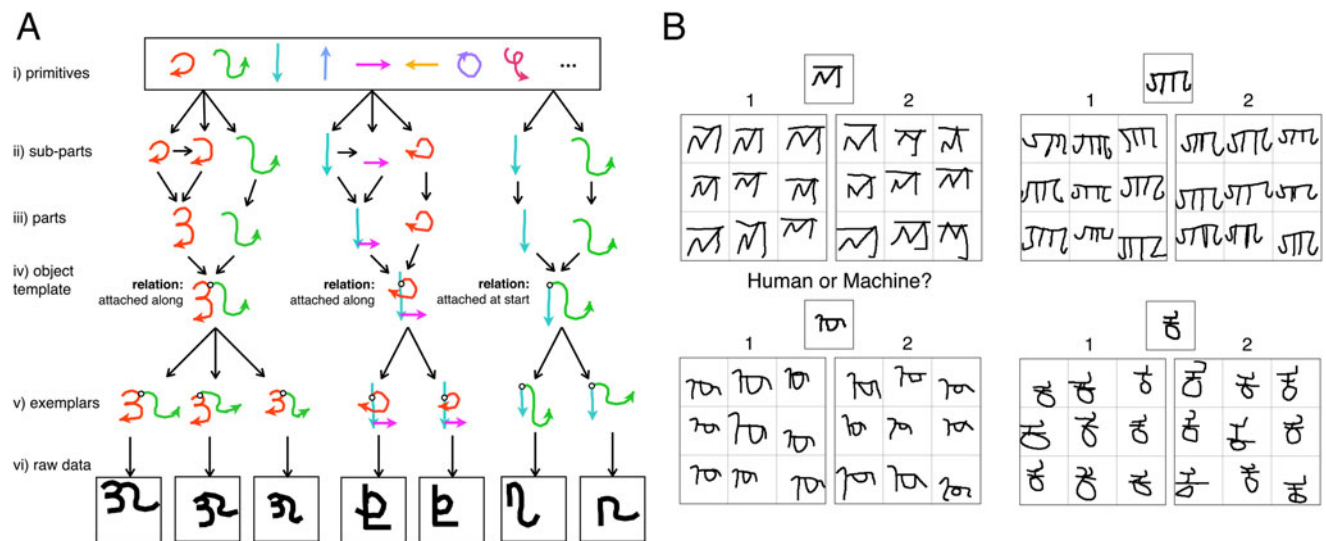 A
i) primitives
...
ii) sub-parts
iii) parts
iv) object
template
relation:
attached along
relation:
attached along
relation:
attached at start
v) exemplars
vi) raw data
B
1
2
1
2
Human or Machine?
1
2
1
2